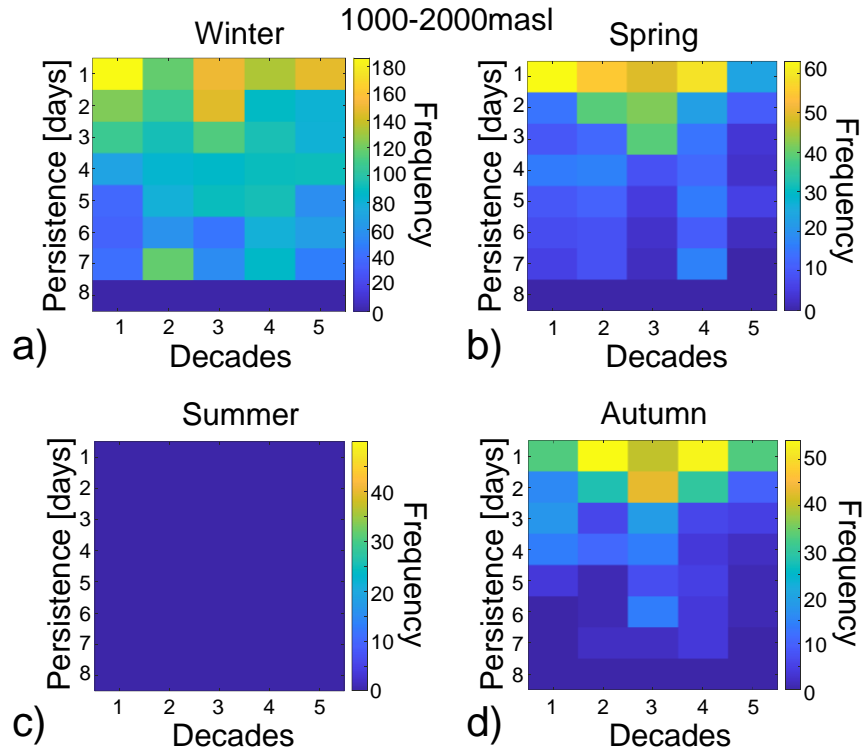 1000-2000masl
Winter
Persistence [days]
1
2
3
4
5
6
7
8
1 2 3 4 5
Decades
a)
180
160
140
120
100
80
60
40
20
0
Frequency
Spring
Persistence [days]
1
2
3
4
5
6
7
8
1 2 3 4 5
Decades
b)
60
50
40
30
20
10
0
Frequency
Summer
Persistence [days]
1
2
3
4
5
6
7
8
1 2 3 4 5
Decades
c)
40
30
20
10
0
Frequency
Autumn
Persistence [days]
1
2
3
4
5
6
7
8
1 2 3 4 5
Decades
d)
50
40
30
20
10
0
Frequency